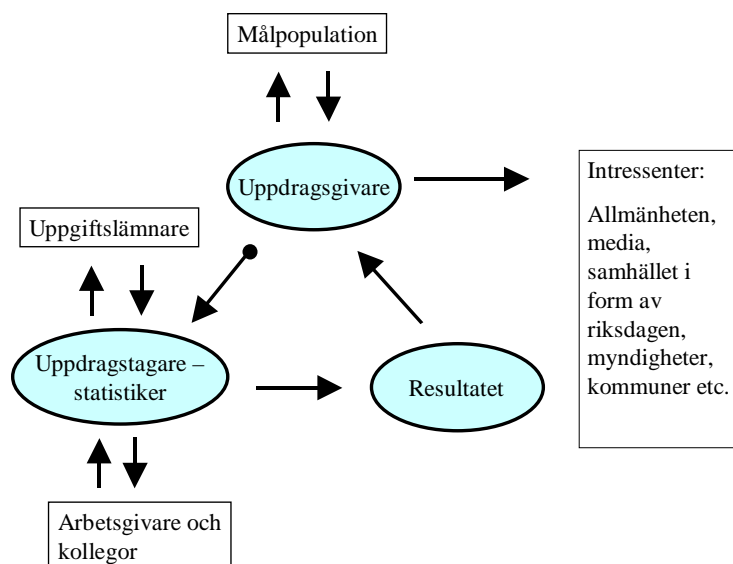 Målpopulation
Uppdragsgivare
Intressenter:
Allmänheten,
media,
samhället i
form av
riksdagen,
myndigheter,
kommuner etc.
Uppgiftslämnare
Uppdragstagare –
statistiker
Resultatet
Arbetsgivare och
kollegor